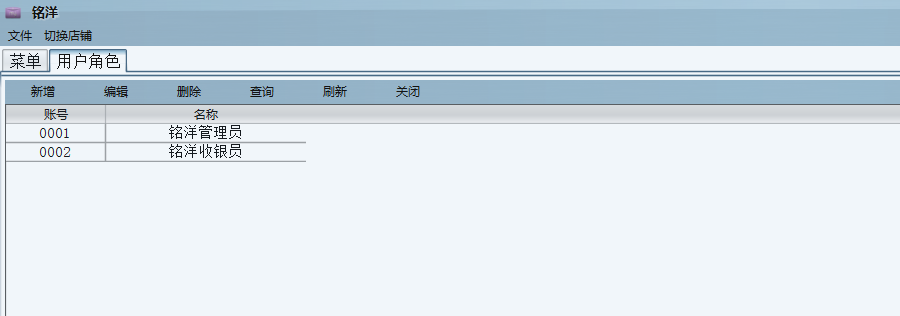 铭洋
文件 切换店铺
菜单 用户角色
新增 编辑 删除 查询 刷新 关闭
账号 名称
0001 铭洋管理员
0002 铭洋收银员